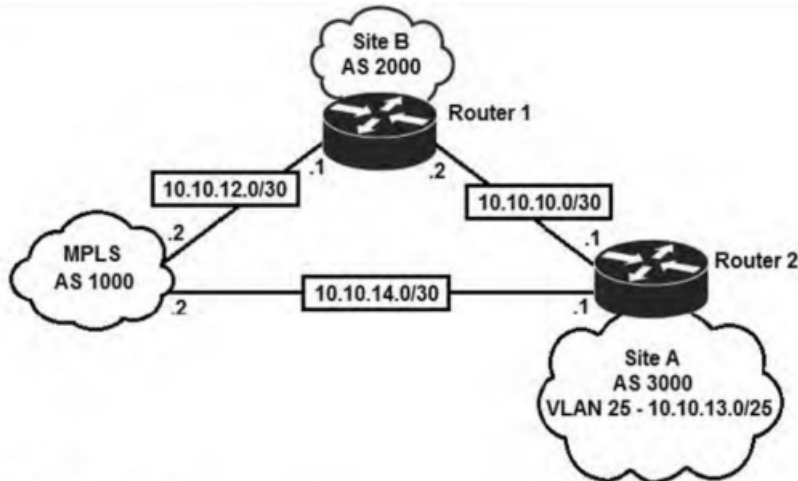 Site B
AS 2000
Router 1
.1
.2
10.10.12.0/30
10.10.10.0/30
.2
.1
MPLS
AS 1000
Router 2
.2
10.10.14.0/30
.1
Site A
AS 3000
VLAN 25 - 10.10.13.0/25